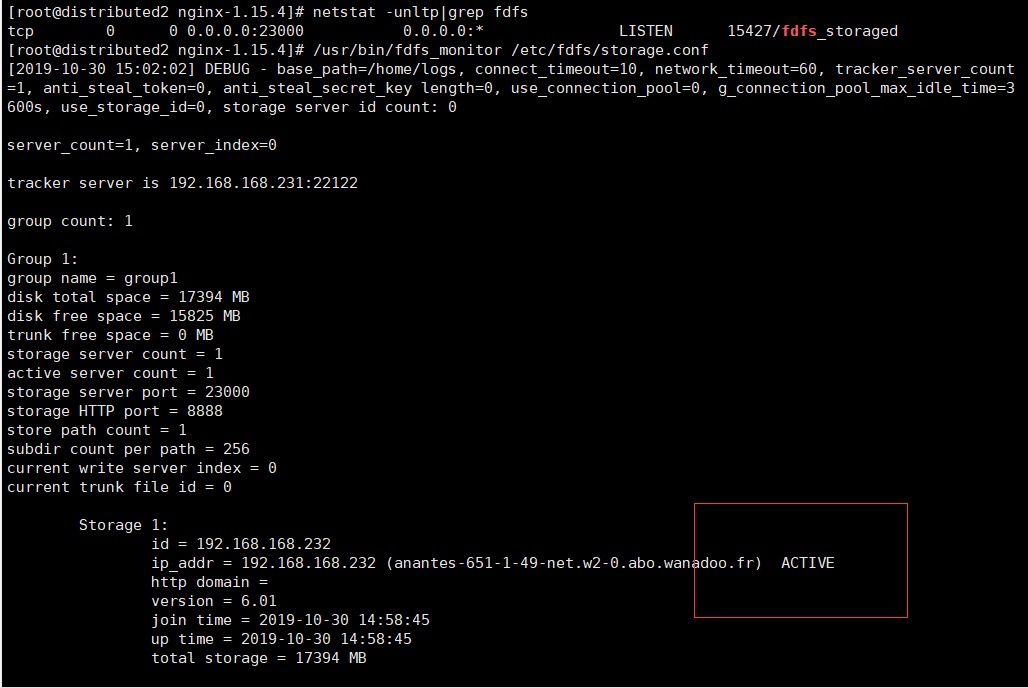 [root@distributed2 nginx-1.15.4]# netstat -unltp|grep fdfs
tcp        0      0 0.0.0.0:23000           0.0.0.0:*               LISTEN      15427/fdfs_storaged
[root@distributed2 nginx-1.15.4]# /usr/bin/fdfs_monitor /etc/fdfs/storage.conf
[2019-10-30 15:02:02] DEBUG - base_path=/home/logs, connect_timeout=10, network_timeout=60, tracker_server_count
=1, anti_steal_token=0, anti_steal_secret_key length=0, use_connection_pool=0, g_connection_pool_max_idle_time=3
600s, use_storage_id=0, storage server id count: 0
server_count=1, server_index=0
tracker server is 192.168.168.231:22122
group count: 1
Group 1:
group name = group1
disk total space = 17394 MB
disk free space = 15825 MB
trunk free space = 0 MB
storage server count = 1
active server count = 1
storage server port = 23000
storage HTTP port = 8888
store path count = 1
subdir count per path = 256
current write server index = 0
current trunk file id = 0
Storage 1:
id = 192.168.168.232
ip_addr = 192.168.168.232 (anantes-651-1-49-net.w2-0.abo.wanadoo.fr)  ACTIVE
http domain =
version = 6.01
join time = 2019-10-30 14:58:45
up time = 2019-10-30 14:58:45
total storage = 17394 MB